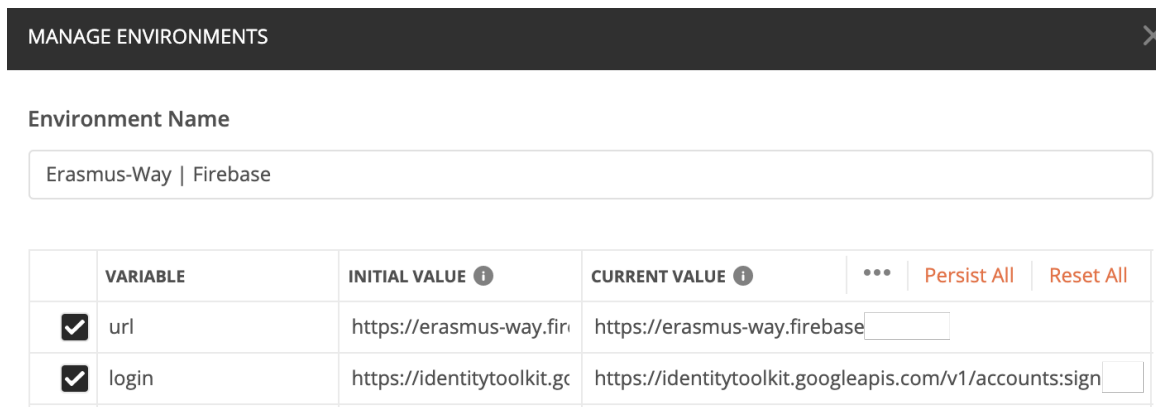 MANAGE ENVIRONMENTS
Environment Name
Erasmus-Way | Firebase
VARIABLE INITIAL VALUE CURRENT VALUE ••• Persist All Reset All
url https://erasmus-way.fir https://erasmus-way.firebase
login https://identitytoolkit.go https://identitytoolkit.googleapis.com/v1/accounts:sign